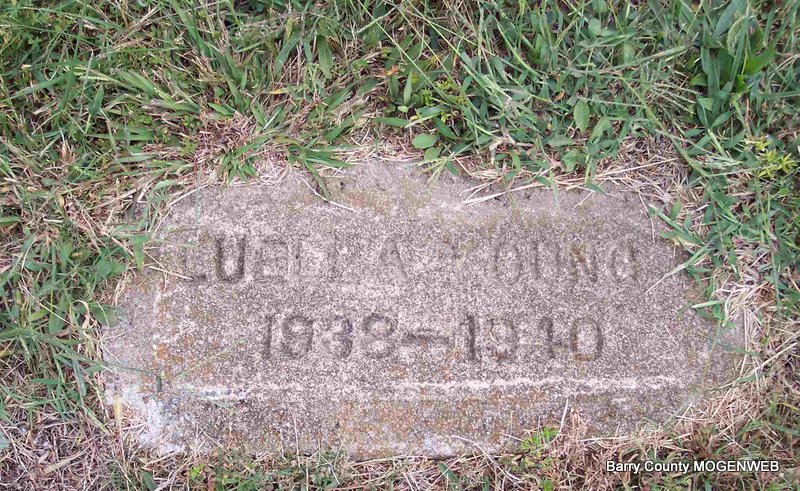 LUELLA YOUNG
1938-1940
Barry County MOGENWEB